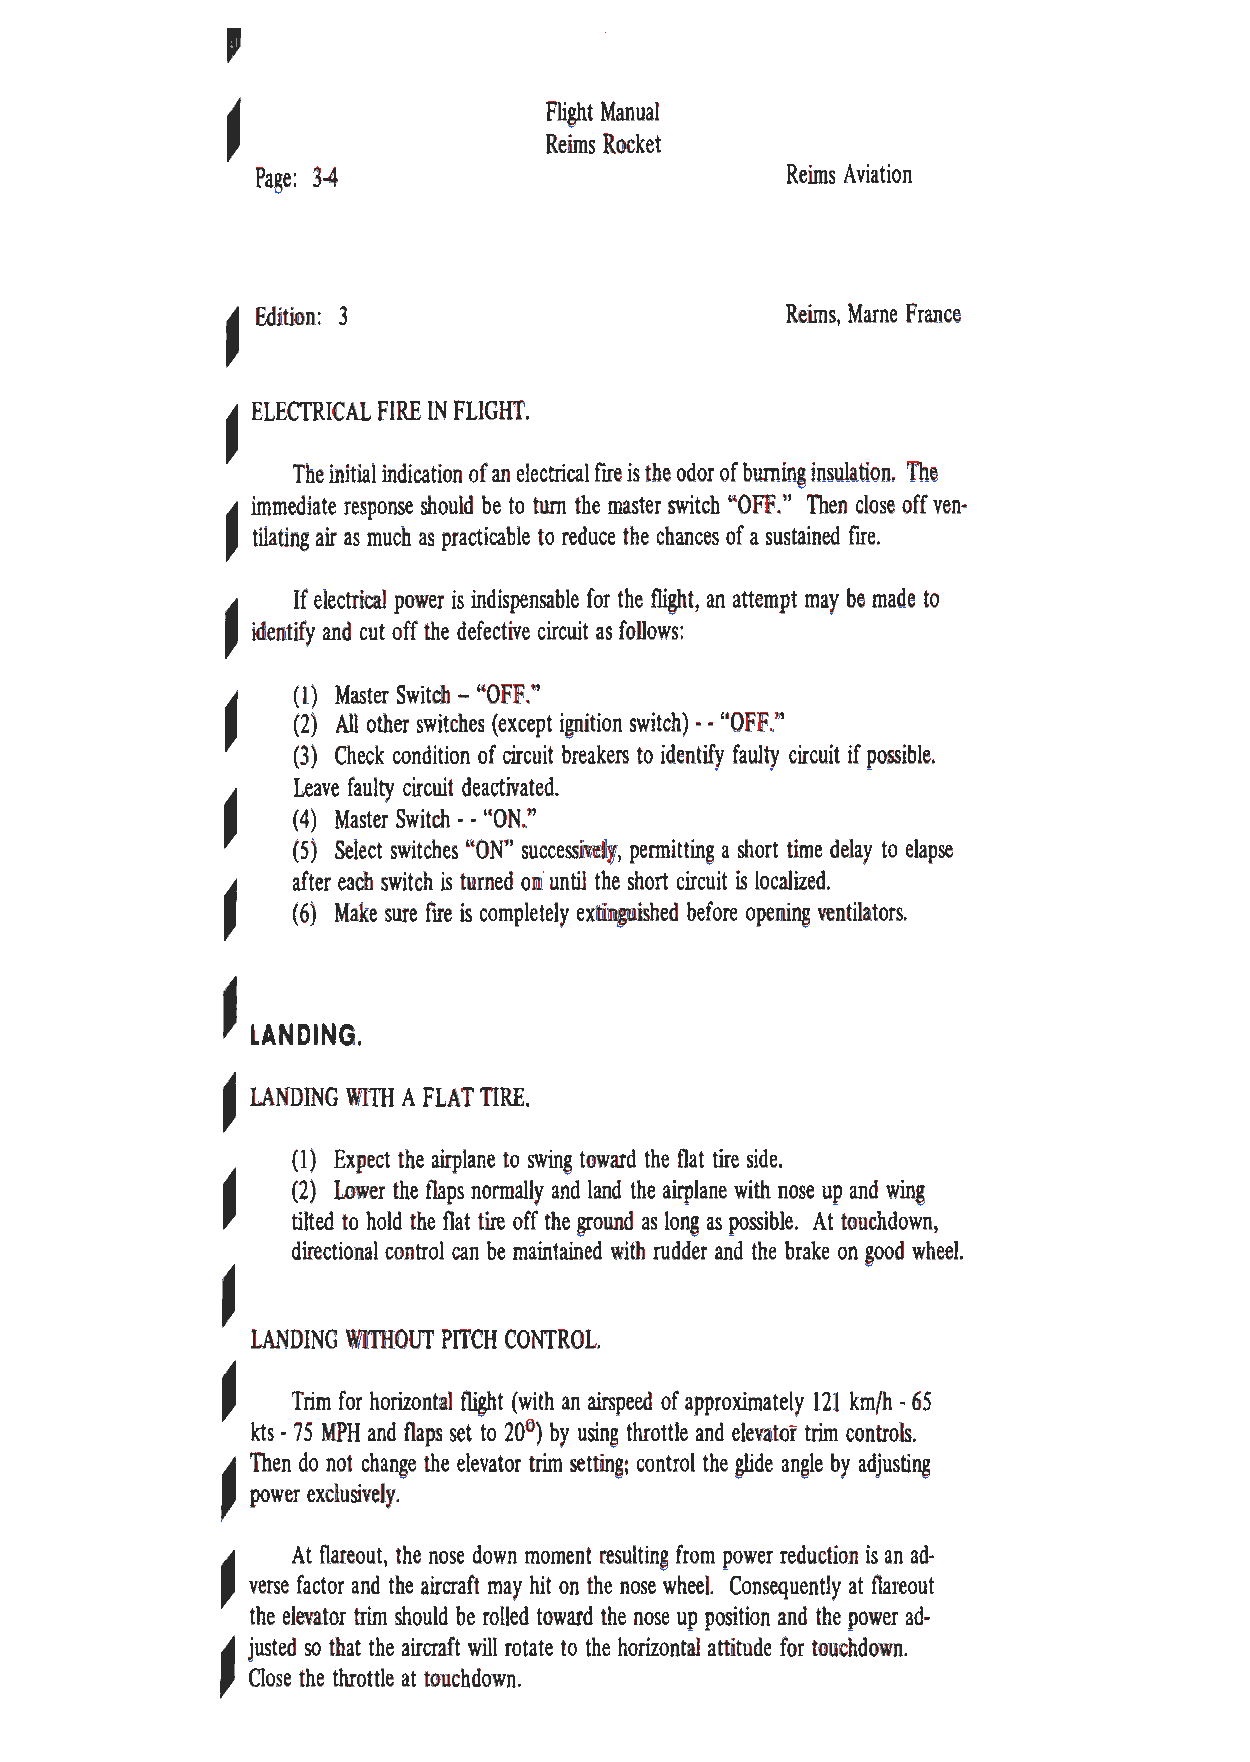 Flight Manual
Reims Rocket
Page: 3-4 Reims Aviation
Edition: 3 Reims, Marne France
ELECTRICAL FIRE IN FLIGHT.
The initial indication of an electrical fire is the odor of burning insulation. The
immediate response should be to turn the master switch “OFF.” Then close off ven-
tilating air as much as practicable to reduce the chances of a sustained fire.
If electrical power is indispensable for the flight, an attempt may be made to
identify and cut off the defective circuit as follows:
(1) Master Switch – “OFF.”
(2) All other switches (except ignition switch) - - “OFF.”
(3) Check condition of circuit breakers to identify faulty circuit if possible.
Leave faulty circuit deactivated.
(4) Master Switch - - “ON.”
(5) Select switches “ON” successively, permitting a short time delay to elapse
after each switch is turned on until the short circuit is localized.
(6) Make sure fire is completely extinguished before opening ventilators.
LANDING.
LANDING WITH A FLAT TIRE.
(1) Expect the airplane to swing toward the flat tire side.
(2) Lower the flaps normally and land the airplane with nose up and wing
tilted to hold the flat tire off the ground as long as possible. At touchdown,
directional control can be maintained with rudder and the brake on good wheel.
LANDING WITHOUT PITCH CONTROL.
Trim for horizontal flight (with an airspeed of approximately 121 km/h - 65
kts - 75 MPH and flaps set to 20°) by using throttle and elevator trim controls.
Then do not change the elevator trim setting; control the glide angle by adjusting
power exclusively.
At flareout, the nose down moment resulting from power reduction is an ad-
verse factor and the aircraft may hit on the nose wheel. Consequently at flareout
the elevator trim should be rolled toward the nose up position and the power ad-
justed so that the aircraft will rotate to the horizontal attitude for touchdown.
Close the throttle at touchdown.